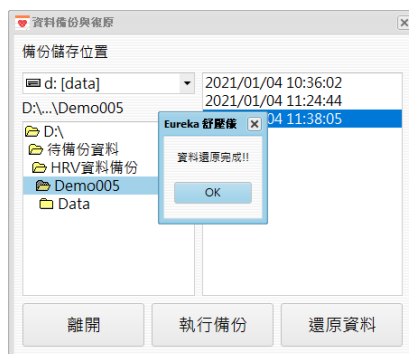 資料備份與復原
備份儲存位置
d: [data]
D:\...\Demo005
D:\
待備份資料
HRV資料備份
Demo005
Data
2021/01/04 10:36:02
2021/01/04 11:24:44
04 11:38:05
Eureka 舒壓儀
資料還原完成!!
OK
離開
執行備份
還原資料